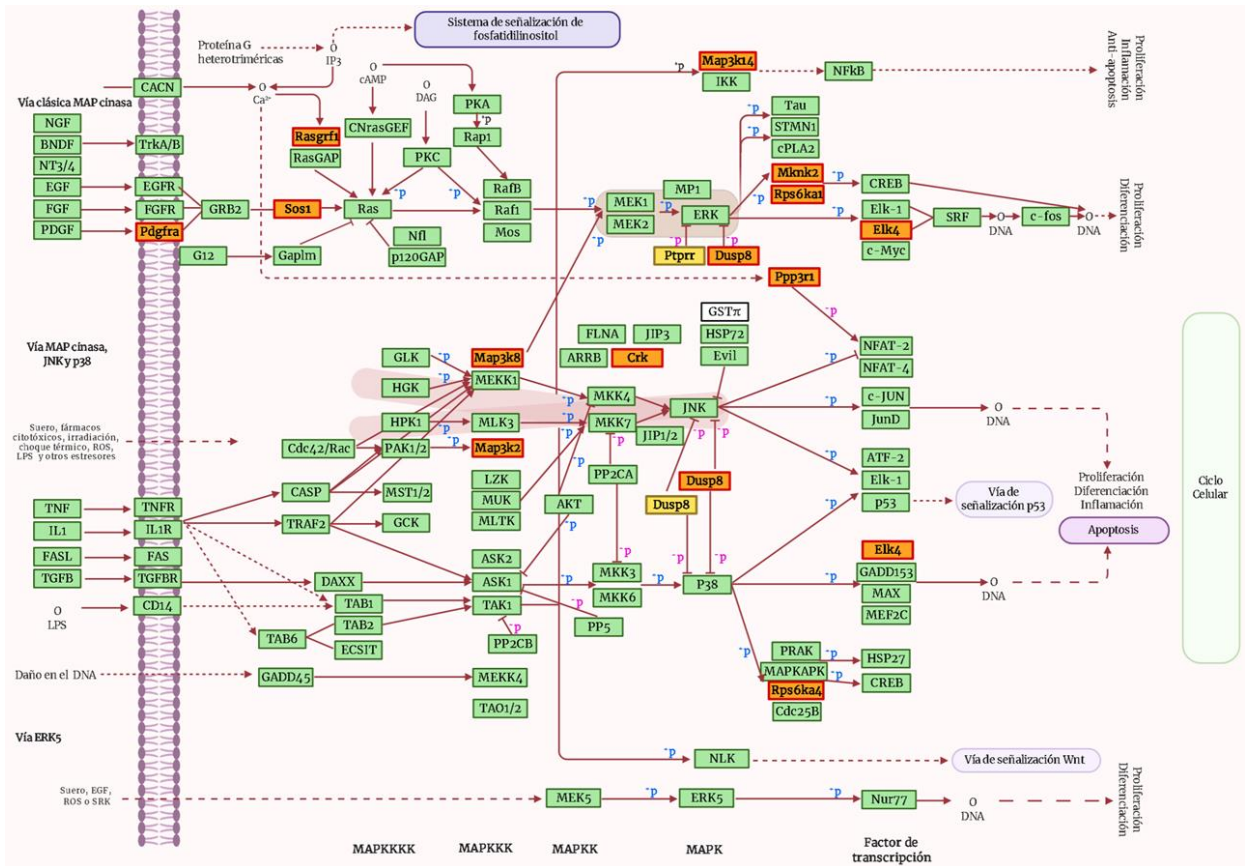 Sistema de señalización de
fosfatidilinositol
Proteína G
heterotriméricas
O
IP3
O
cAMP
O
DAG
CACN
O
Ca²⁺
Vía clásica MAP cinasa
NGF
BNDF
NT3/4
EGF
FGF
PDGF
TrkA/B
EGFR
FGFR
Pdgfra
GRB2
G12
Rasgrf1
RasGAP
CNrasGEF
PKC
PKA
⁻p
Rap1
Sos1
Ras
⁻p
⁻p
⁻p
RafB
Raf1
Mos
Nfl
p120GAP
Gaplm
⁻p
Map3k14
IKK
NFkB
Proliferación
Inflamación
Anti-apoptosis
⁻p
⁻p
Tau
STMN1
cPLA2
MP1
⁻p
⁻p
MEK1
MEK2
⁻p
ERK
⁻p
Mknk2
Rps6ka1
⁻p
CREB
⁻p
Elk-1
Elk4
c-Myc
SRF
O
DNA
c-fos
O
DNA
Proliferación
Diferenciación
⁻p
⁻p
Ptprr
Dusp8
Ppp3r1
⁻p
NFAT-2
NFAT-4
Vía MAP cinasa,
JNK y p38
GLK
HGK
HPK1
PAK1/2
Cdc42/Rac
⁻p
⁻p
⁻p
Map3k8
MEKK1
MLK3
Map3k2
FLNA
JIP3
ARRB
Crk
GSTπ
HSP72
Evil
⁻p
⁻p
⁻p
MKK4
MKK7
⁻p
⁻p
JIP1/2
JNK
⁻p
⁻p
⁻p
c-JUN
JunD
O
DNA
Suero, fármacos
citotóxicos, irradiación,
choque térmico, ROS,
LPS y otros estresores
LZK
MUK
MLTK
⁻p
AKT
⁻p
⁻p
PP2CA
⁻p
⁻p
Dusp8
Dusp8
⁻p
ATF-2
Elk-1
p53
⁻p
Vía de
señalización p53
Proliferación
Diferenciación
Inflamación
Apoptosis
Ciclo
Celular
TNF
IL1
FASL
TGFB
O
LPS
TNFR
IL1R
FAS
TGFBR
CD14
CASP
TRAF2
MST1/2
GCK
DAXX
TAB1
TAB2
ECSIT
TAB6
ASK2
ASK1
TAK1
⁻p
⁻p
⁻p
PP2CB
PP5
⁻p
MKK3
MKK6
⁻p
⁻p
⁻p
P38
⁻p
⁻p
Elk4
GADD153
MAX
MEF2C
O
DNA
PRAK
MAPKAPK
Rps6ka4
Cdc25B
⁻p
⁻p
HSP27
CREB
Daño en el DNA
GADD45
MEKK4
TAO1/2
Vía ERK5
⁻p
NLK
Vía de señalización Wnt
Suero, EGF,
ROS o SRK
MEK5
⁻p
ERK5
⁻p
Nur77
O
DNA
Proliferación
Diferenciación
MAPKKKK
MAPKKK
MAPKK
MAPK
Factor de
transcripción